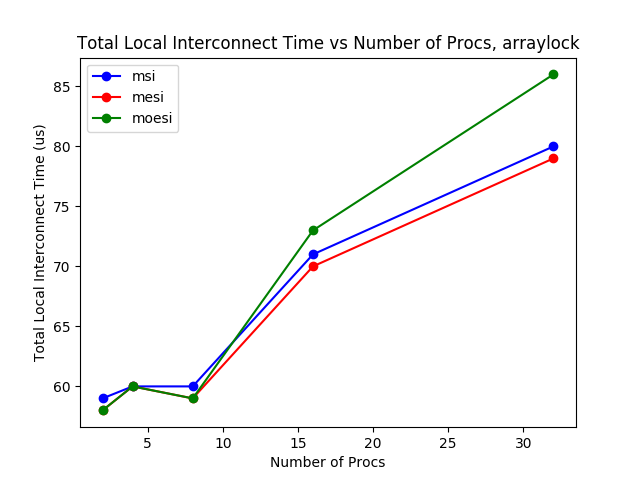 Total Local Interconnect Time vs Number of Procs, arraylock
msi
mesi
moesi
85
80
75
70
65
60
Total Local Interconnect Time (us)
5 10 15 20 25 30
Number of Procs